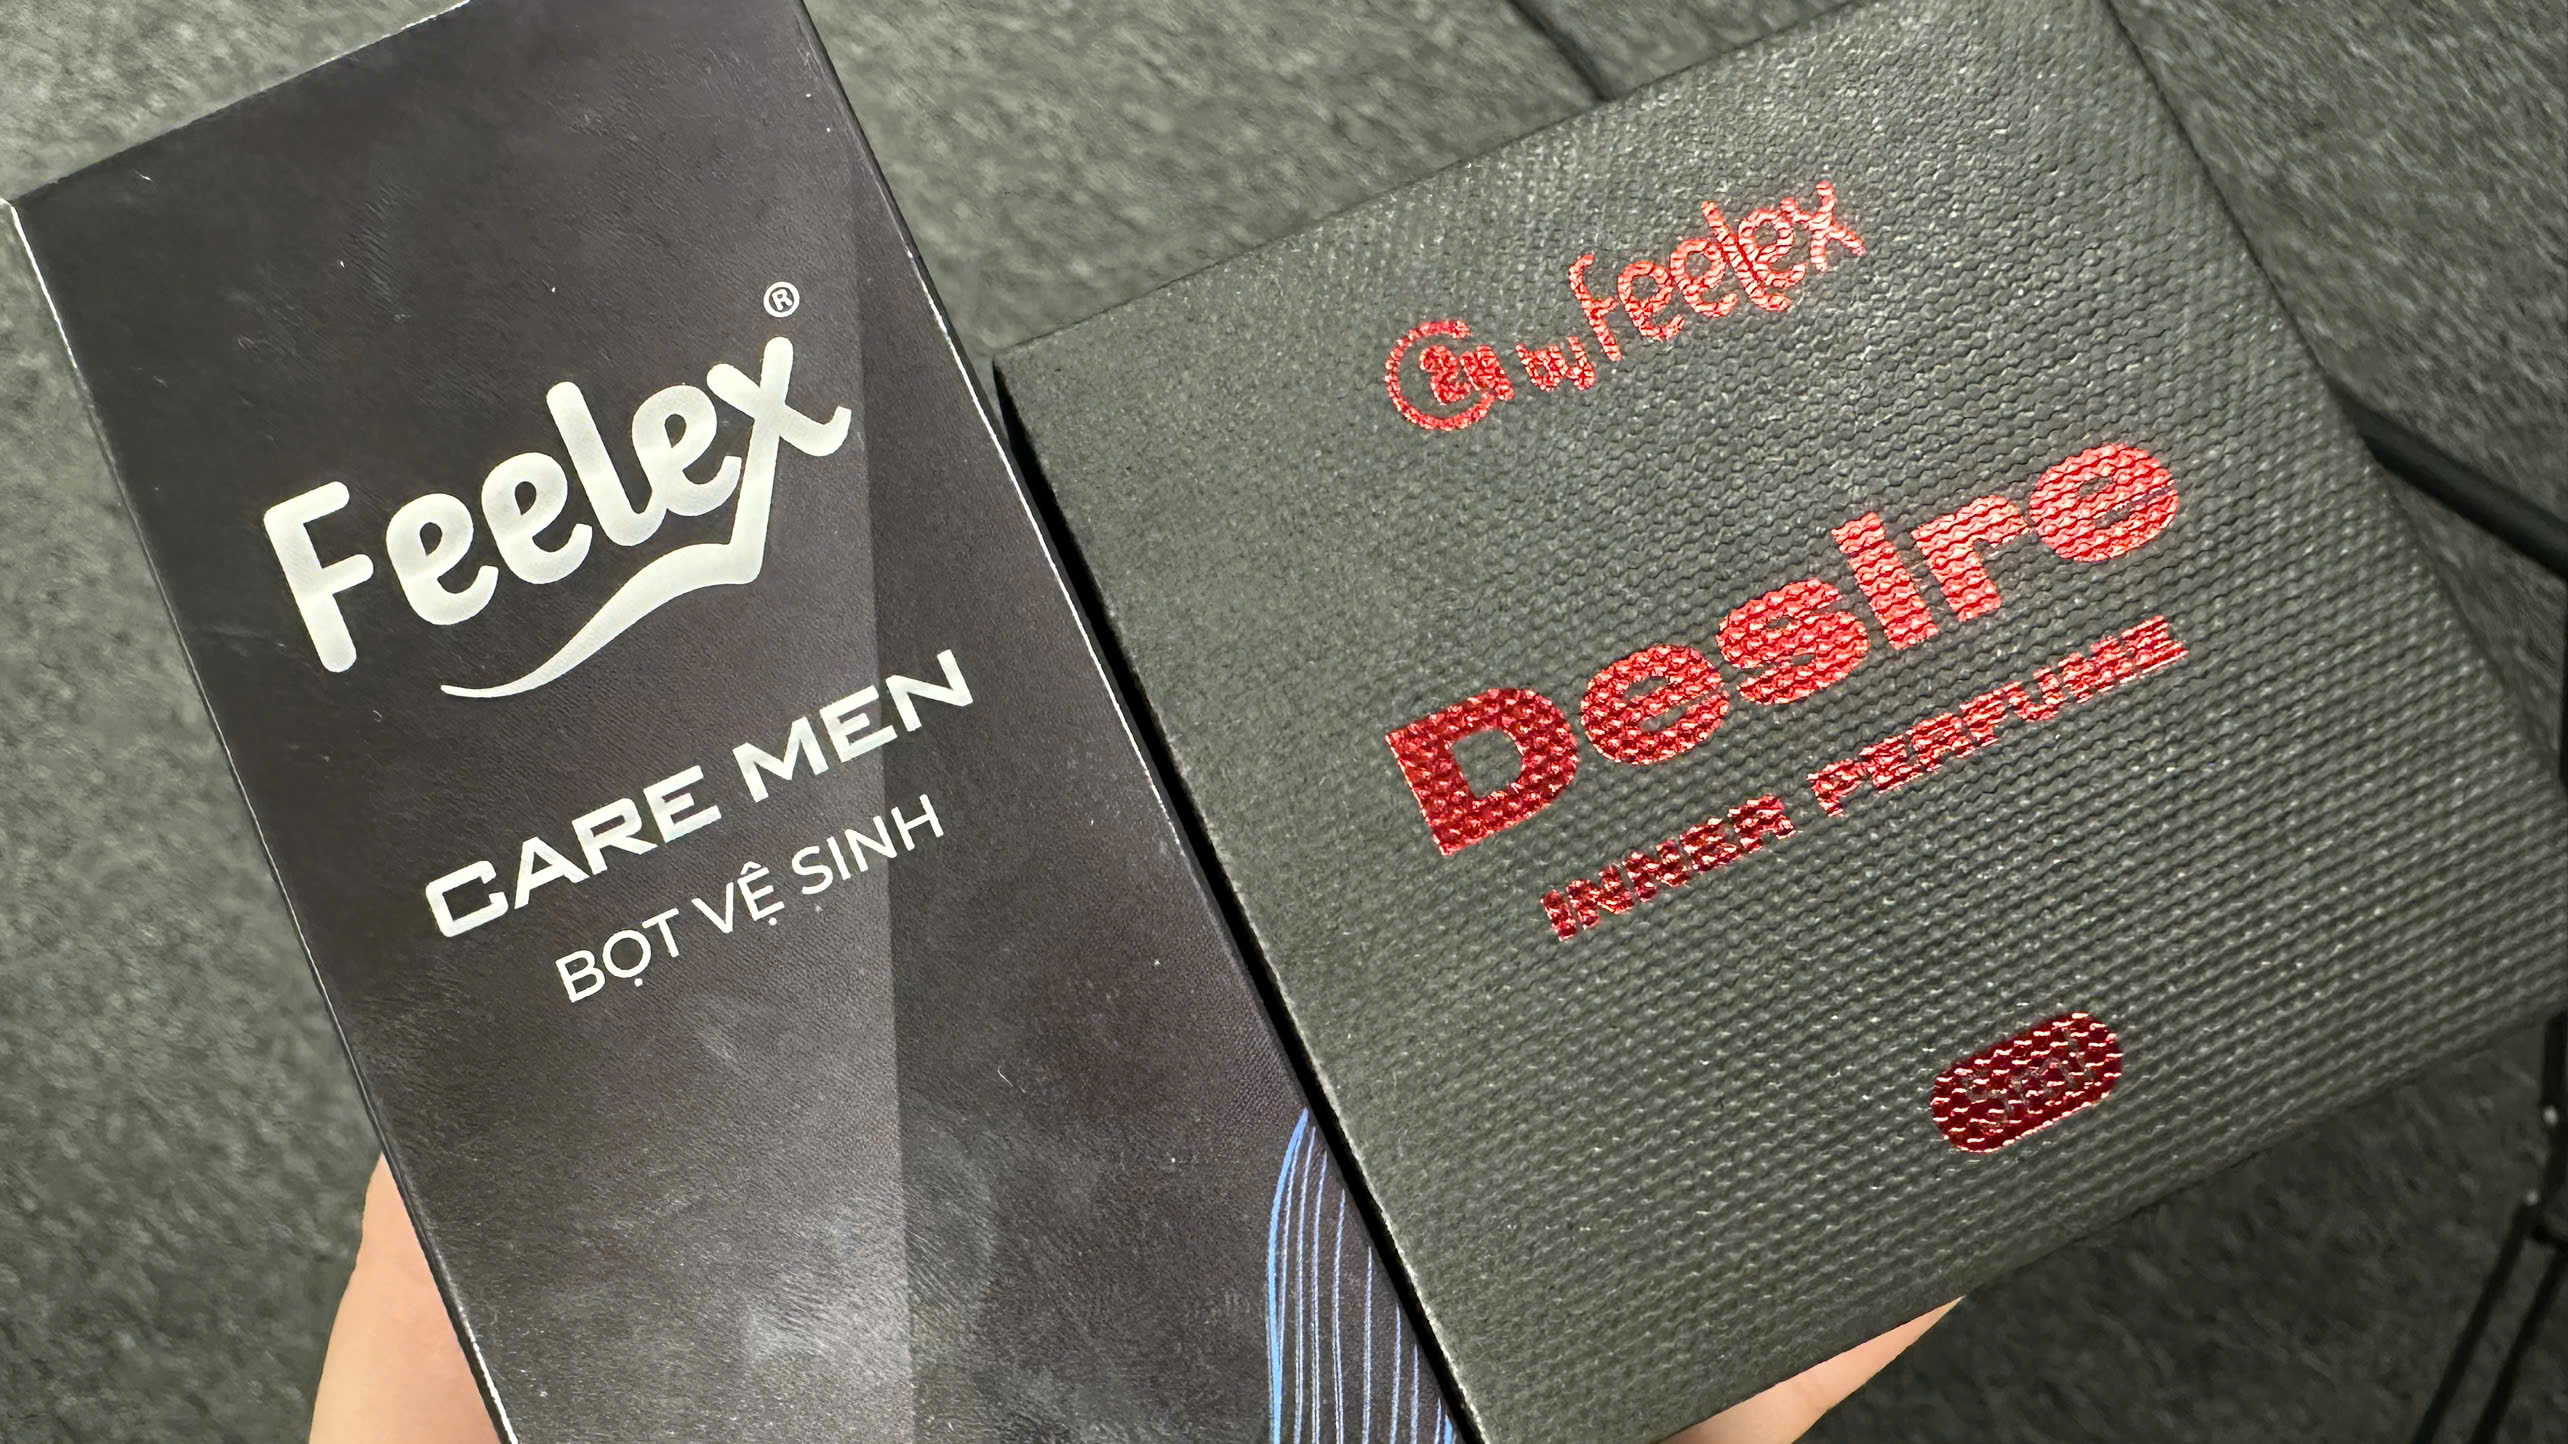 Feelex®
CARE MEN
BỌT VỆ SINH
by Feelex
Desire
INNER PERFUME